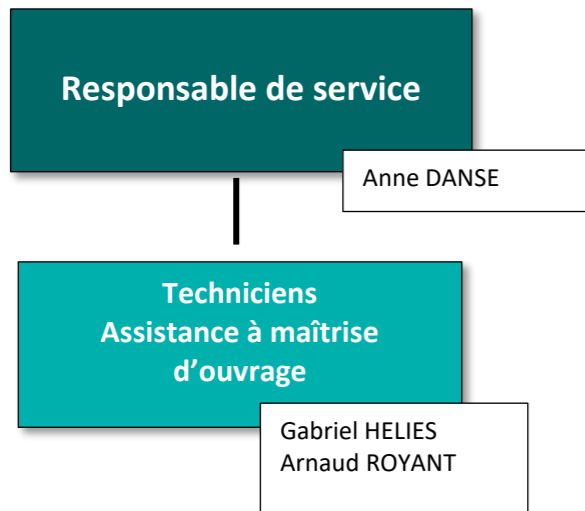 Responsable de service
Anne DANSE
Techniciens
Assistance à maîtrise
d’ouvrage
Gabriel HELIES
Arnaud ROYANT